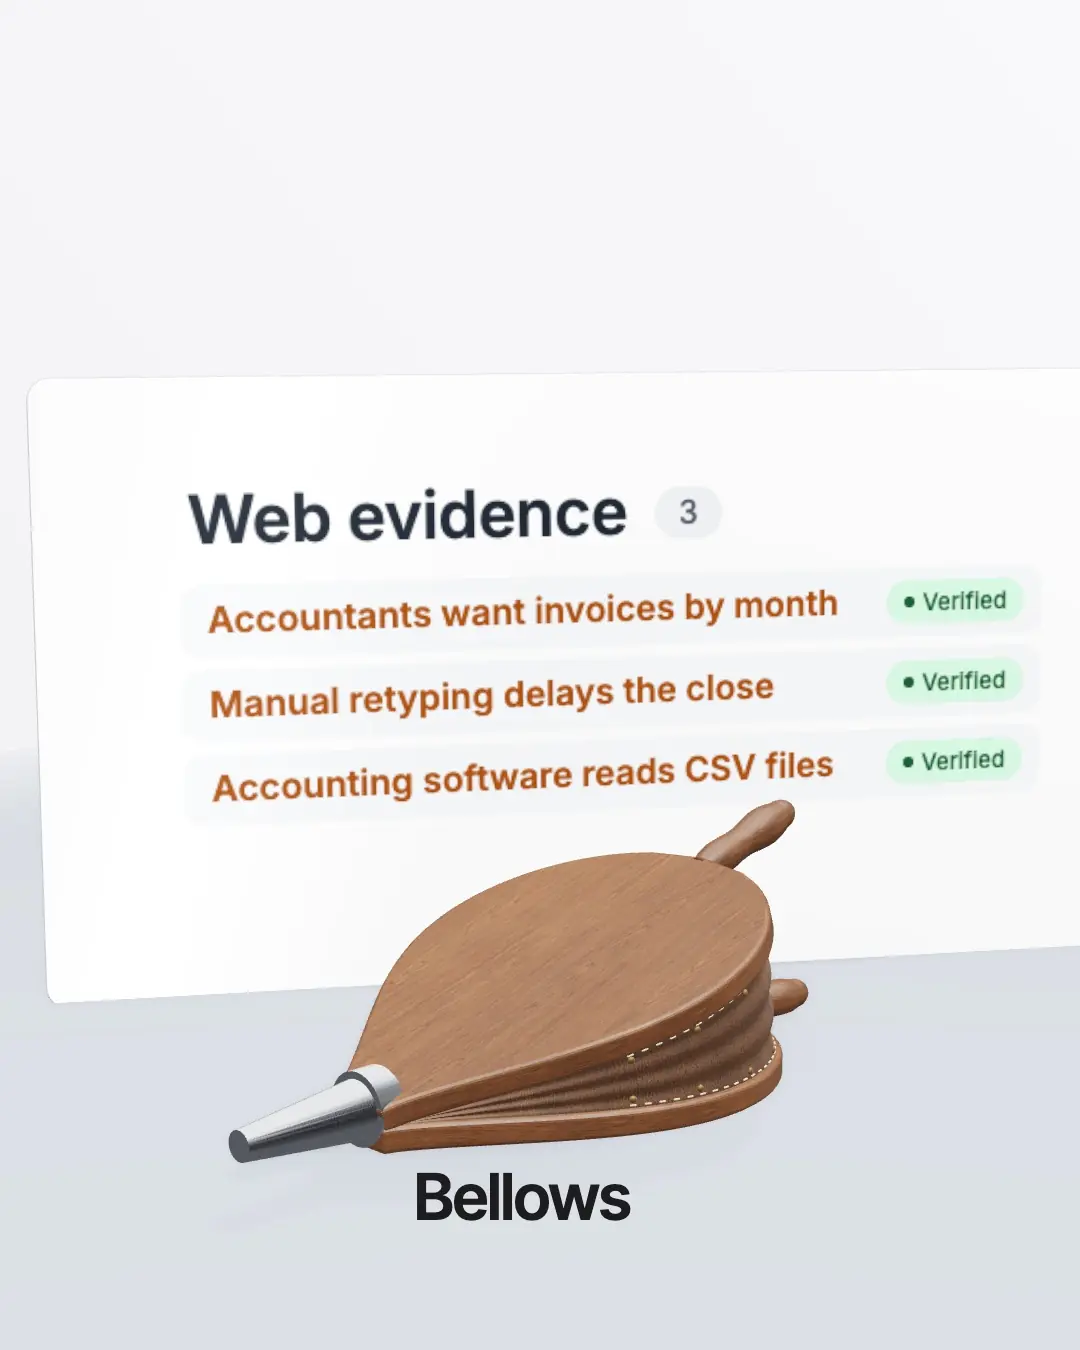 Web evidence 3
Accountants want invoices by month • Verified
Manual retyping delays the close • Verified
Accounting software reads CSV files • Verified
Bellows